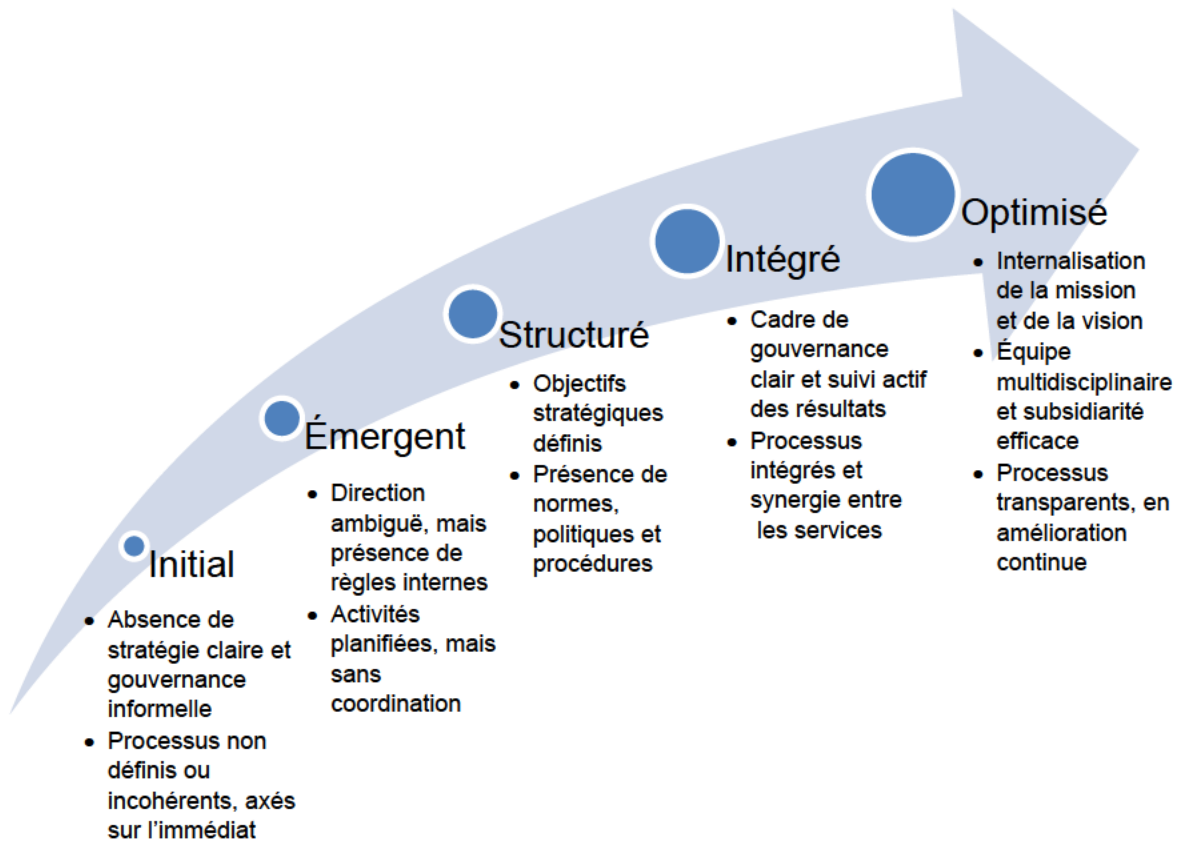 Initial
• Absence de
stratégie claire et
gouvernance
informelle
• Processus non
définis ou
incohérents, axés
sur l'immédiat
Émergent
• Direction
ambiguë, mais
présence de
règles internes
• Activités
planifiées, mais
sans
coordination
Structuré
• Objectifs
stratégiques
définis
• Présence de
normes,
politiques et
procédures
Intégré
• Cadre de
gouvernance
clair et suivi actif
des résultats
• Processus
intégrés et
synergie entre
les services
Optimisé
• Internalisation
de la mission
et de la vision
• Équipe
multidisciplinaire
et subsidiarité
efficace
• Processus
transparents, en
amélioration
continue